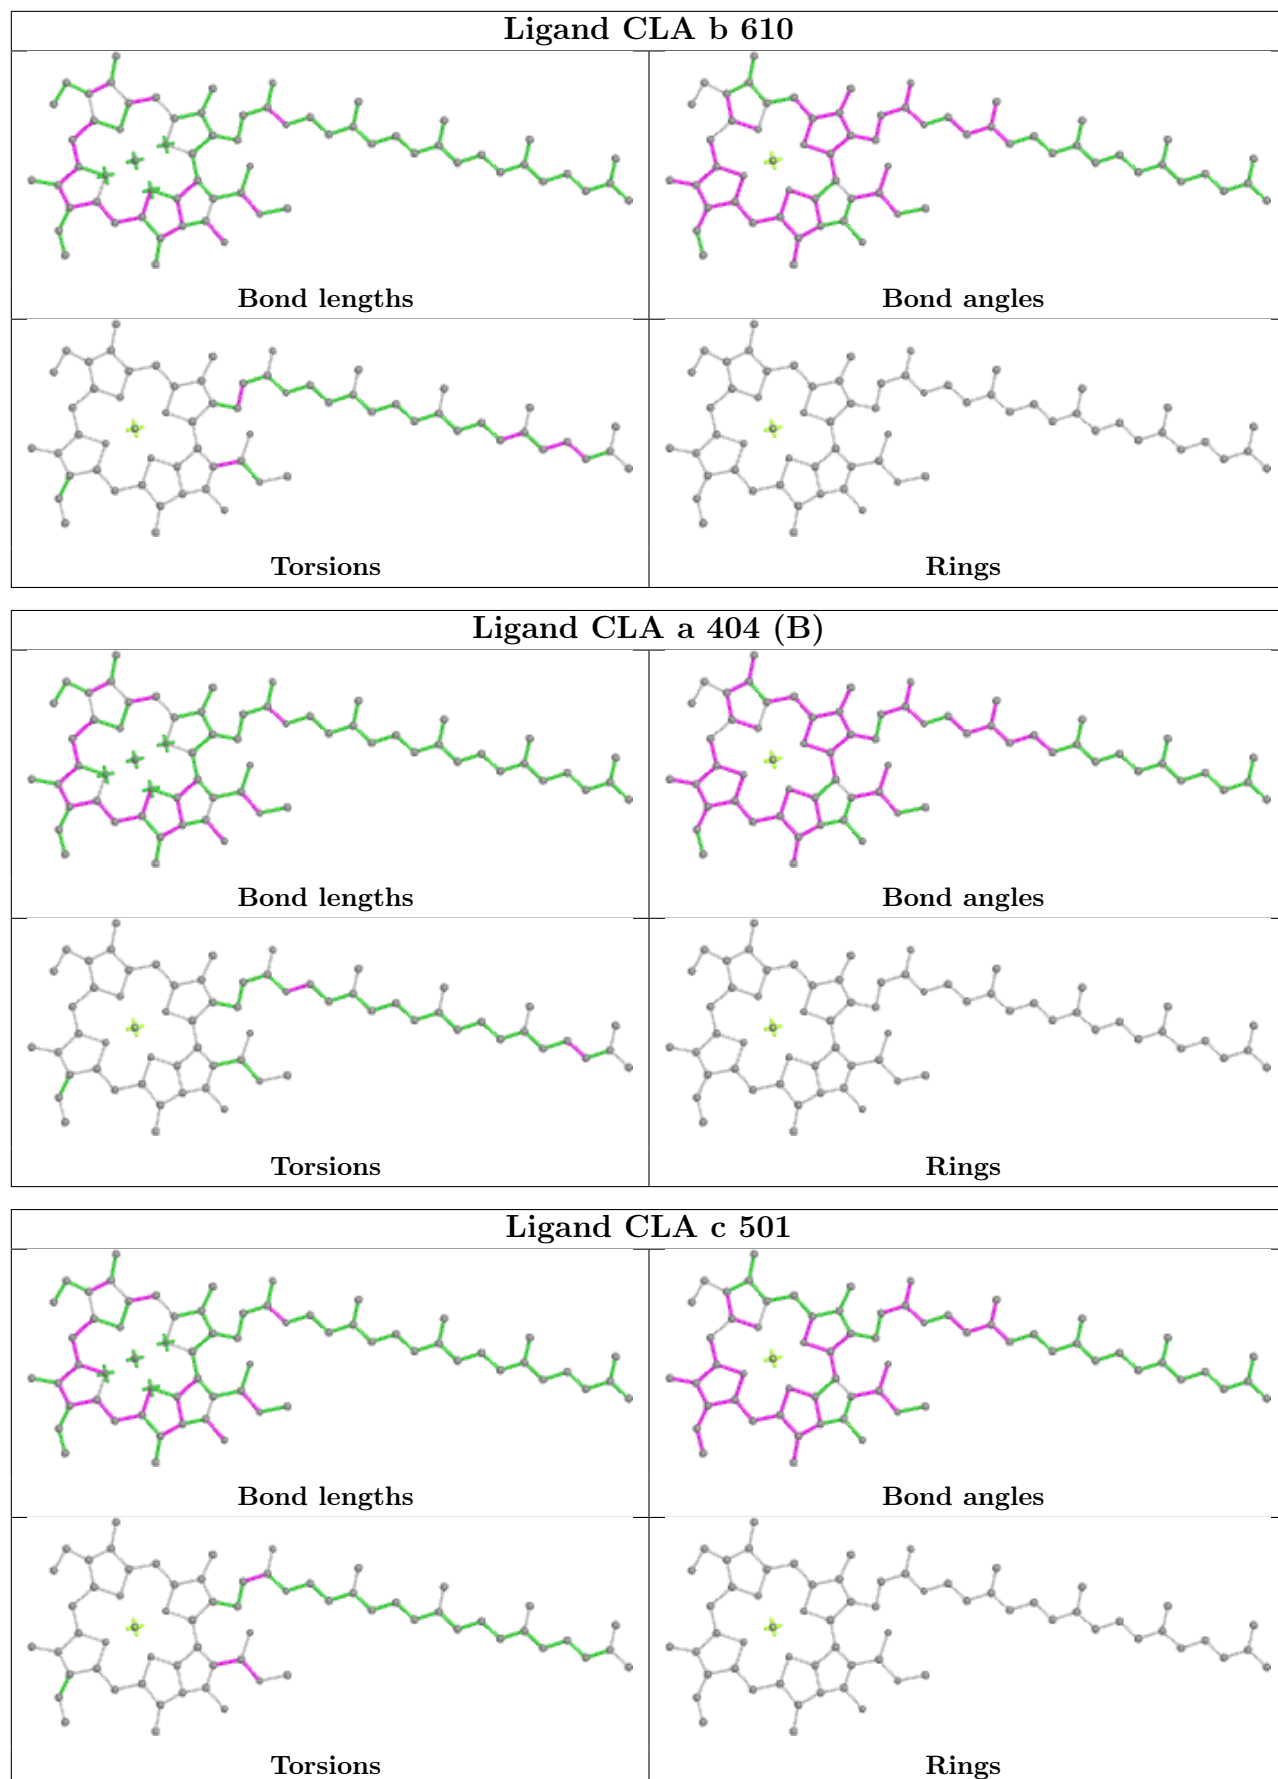 Ligand CLA b 610
Bond lengths
Bond angles
Torsions
Rings
Ligand CLA a 404 (B)
Bond lengths
Bond angles
Torsions
Rings
Ligand CLA c 501
Bond lengths
Bond angles
Torsions
Rings